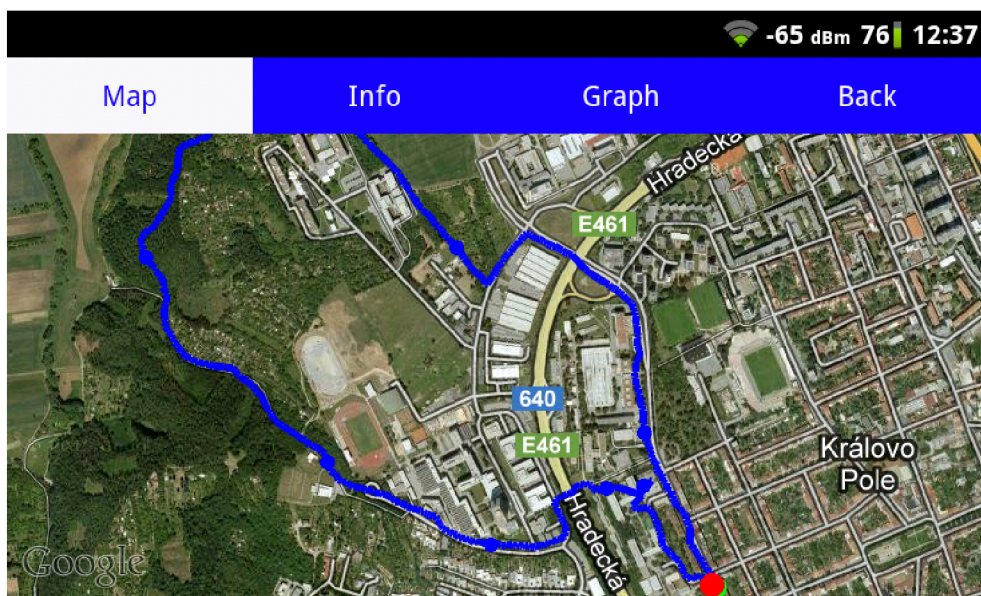 -65 dBm 76 12:37
Map Info Graph Back
Hradecká
E461
640
E461
Královo
Pole
Hradecká
Google